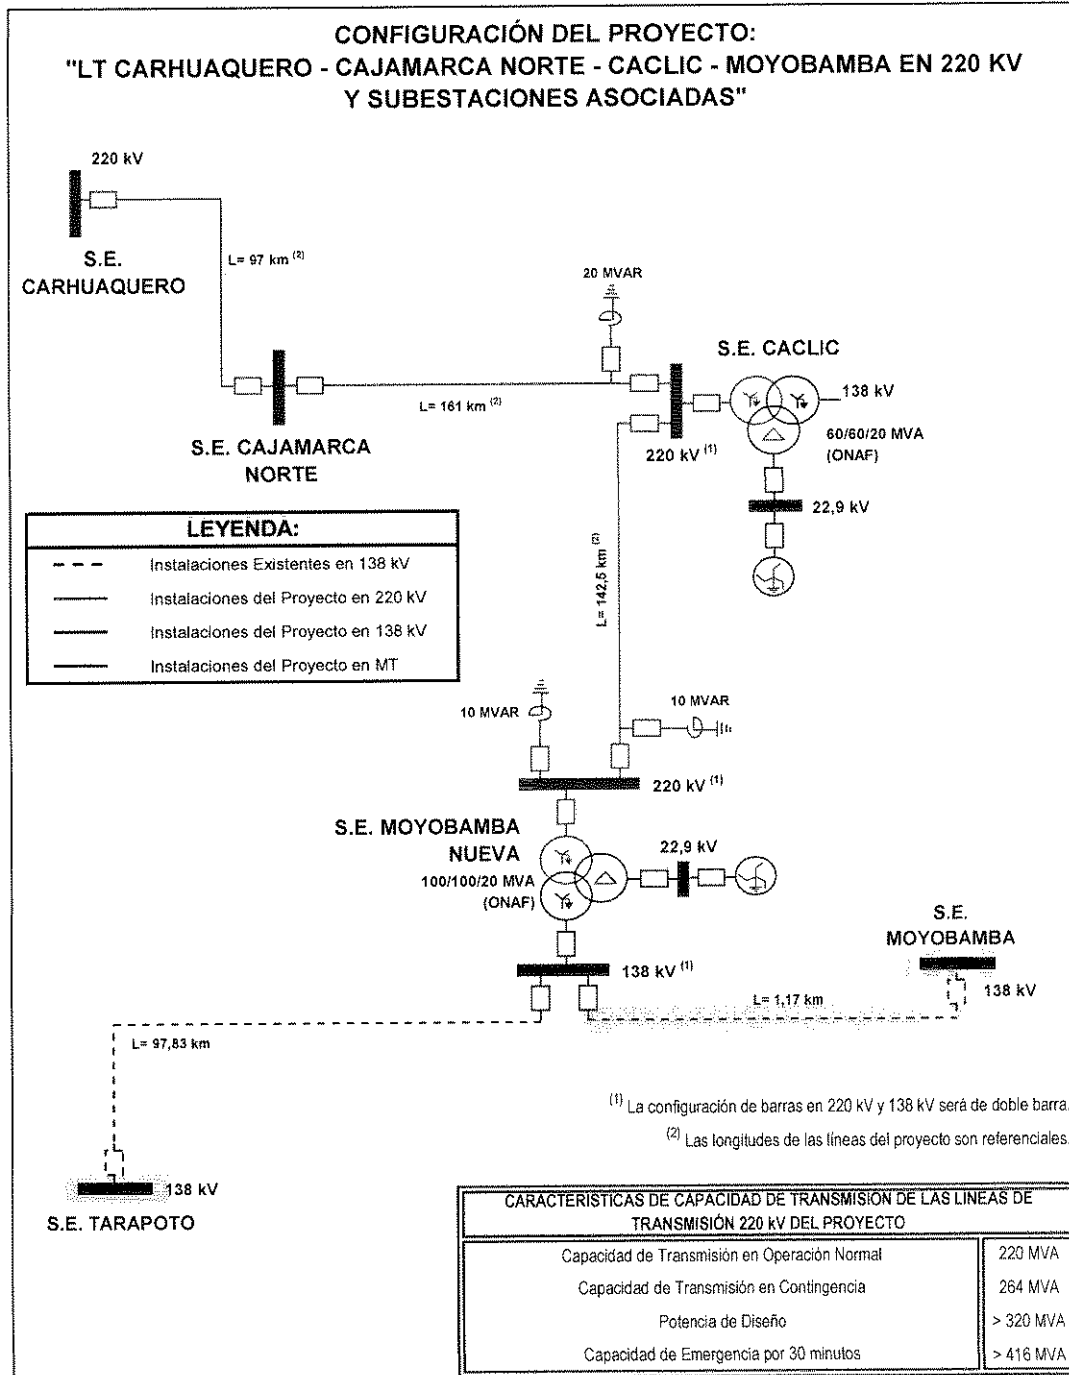 CONFIGURACIÓN DEL PROYECTO:
"LT CARHUAQUERO - CAJAMARCA NORTE - CACLIC - MOYOBAMBA EN 220 KV
Y SUBESTACIONES ASOCIADAS"
220 kV
S.E.
CARHUAQUERO
L= 97 km (2)
20 MVAR
S.E. CACLIC
138 kV
L= 161 km (2)
60/60/20 MVA
(ONAF)
S.E. CAJAMARCA
NORTE
220 kV (1)
22,9 kV
L= 142,5 km (2)
LEYENDA:
Instalaciones Existentes en 138 kV
Instalaciones del Proyecto en 220 kV
Instalaciones del Proyecto en 138 kV
Instalaciones del Proyecto en MT
10 MVAR
10 MVAR
220 kV (1)
S.E. MOYOBAMBA
NUEVA
100/100/20 MVA
(ONAF)
22,9 kV
S.E.
MOYOBAMBA
138 kV (1)
138 kV
L= 1,17 km
L= 97,83 km
(1) La configuración de barras en 220 kV y 138 kV será de doble barra.
(2) Las longitudes de las líneas del proyecto son referenciales.
138 kV
S.E. TARAPOTO
CARACTERISTICAS DE CAPACIDAD DE TRANSMISION DE LAS LINEAS DE
TRANSMISIÓN 220 kV DEL PROYECTO
Capacidad de Transmisión en Operación Normal 220 MVA
Capacidad de Transmisión en Contingencia 264 MVA
Potencia de Diseño > 320 MVA
Capacidad de Emergencia por 30 minutos > 416 MVA